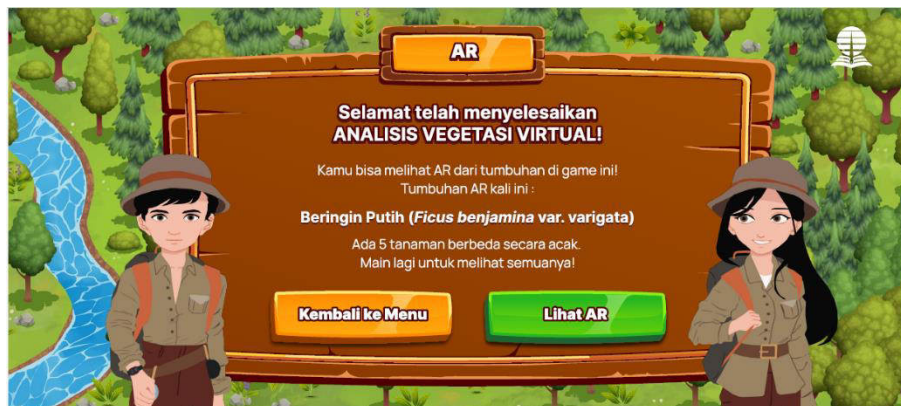 AR
Selamat telah menyelesaikan
ANALISIS VEGETASI VIRTUAL!
Kamu bisa melihat AR dari tumbuhan di game ini!
Tumbuhan AR kali ini :
Beringin Putih (Ficus benjamina var. varigata)
Ada 5 tanaman berbeda secara acak.
Main lagi untuk melihat semuanya!
Kembali ke Menu
Lihat AR